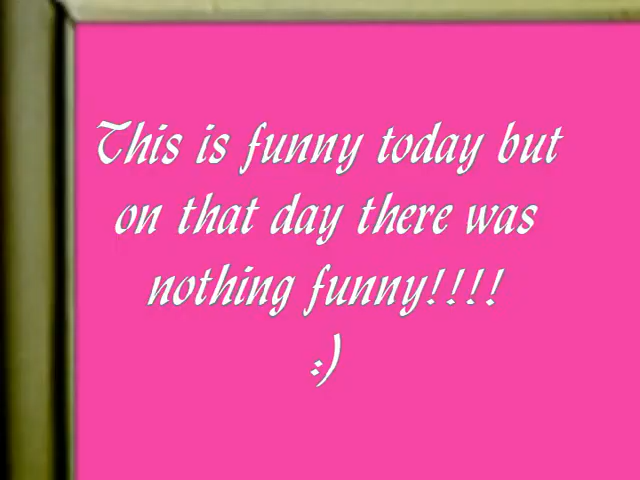 This is funny today but
on that day there was
nothing funny!!!!
:)